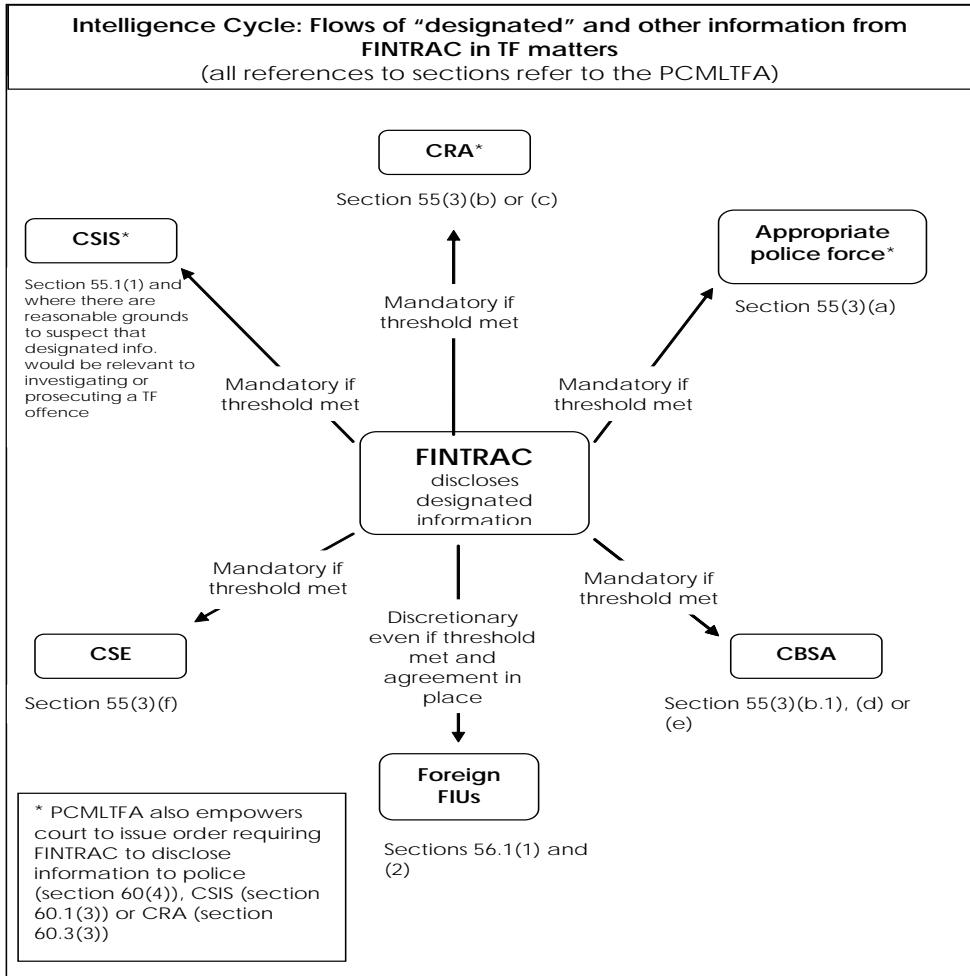 Intelligence Cycle: Flows of “designated” and other information from
FINTRAC in TF matters
(all references to sections refer to the PCMLTFA)
CRA*
Section 55(3)(b) or (c)
CSIS*
Section 55.1(1) and
where there are
reasonable grounds
to suspect that
designated info.
would be relevant to
investigating or
prosecuting a TF
offence
Appropriate
police force*
Section 55(3)(a)
Mandatory if
threshold met
Mandatory if
threshold met
Mandatory if
threshold met
FINTRAC
discloses
designated
information
Mandatory if
threshold met
Discretionary
even if threshold
met and
agreement in
place
Mandatory if
threshold met
CSE
Section 55(3)(f)
CBSA
Section 55(3)(b.1), (d) or
(e)
Foreign
FIUs
Sections 56.1(1) and
(2)
* PCMLTFA also empowers
court to issue order requiring
FINTRAC to disclose
information to police
(section 60(4)), CSIS (section
60.1(3)) or CRA (section
60.3(3))